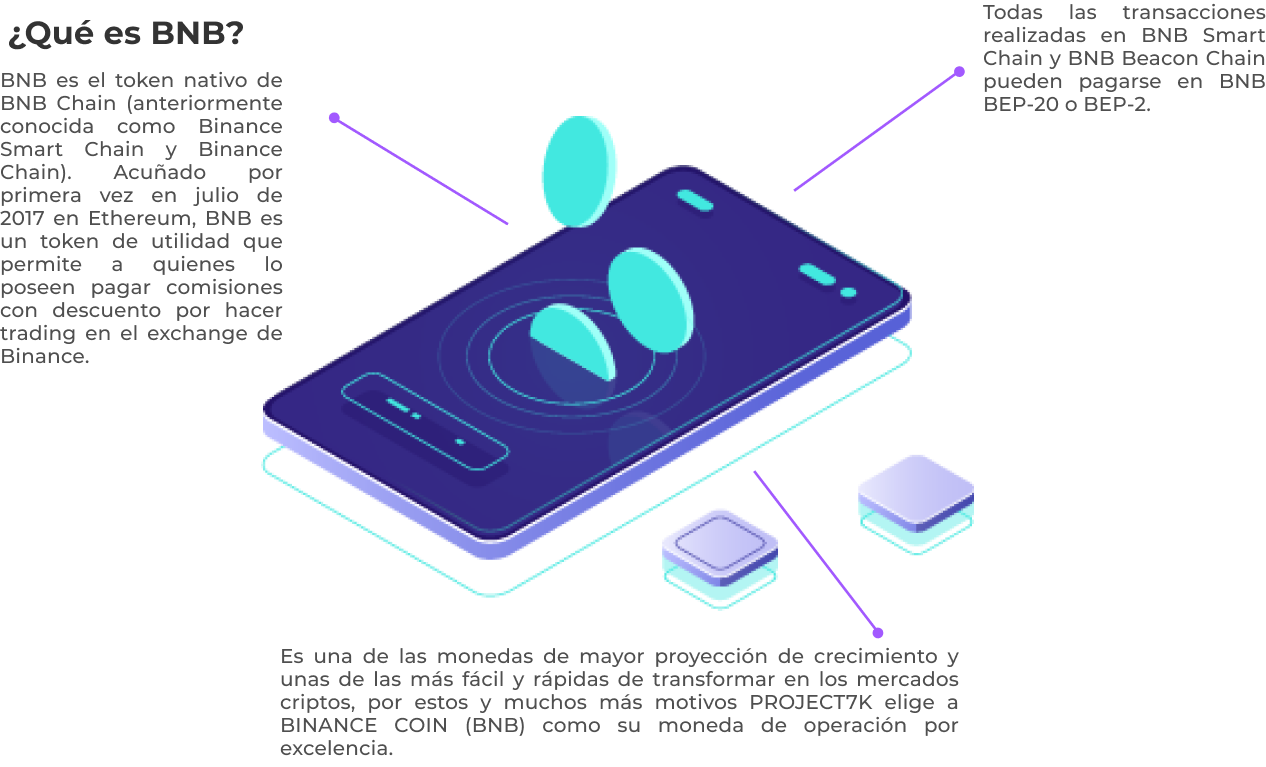 ¿Qué es BNB?
BNB es el token nativo de
BNB Chain (anteriormente
conocida como Binance
Smart Chain y Binance
Chain). Acuñado por
primera vez en julio de
2017 en Ethereum, BNB es
un token de utilidad que
permite a quienes lo
poseen pagar comisiones
con descuento por hacer
trading en el exchange de
Binance.
Todas las transacciones
realizadas en BNB Smart
Chain y BNB Beacon Chain
pueden pagarse en BNB
BEP-20 o BEP-2.
Es una de las monedas de mayor proyección de crecimiento y
unas de las más fácil y rápidas de transformar en los mercados
criptos, por estos y muchos más motivos PROJECT7K elige a
BINANCE COIN (BNB) como su moneda de operación por
excelencia.